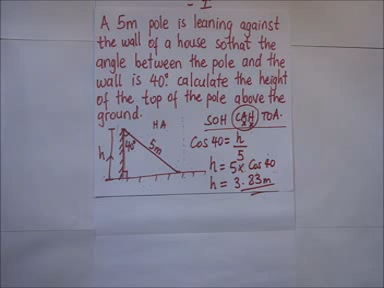 - I
A 5m pole is leaning against
the wall of a house so that the
angle between the pole and the
wall is 40°. calculate the height
of the top of the pole above the
ground.
HA
SOH CAH TOA.
h
40°
5m
Cos 40 = h/5
h = 5 x Cos 40
h = 3.83m